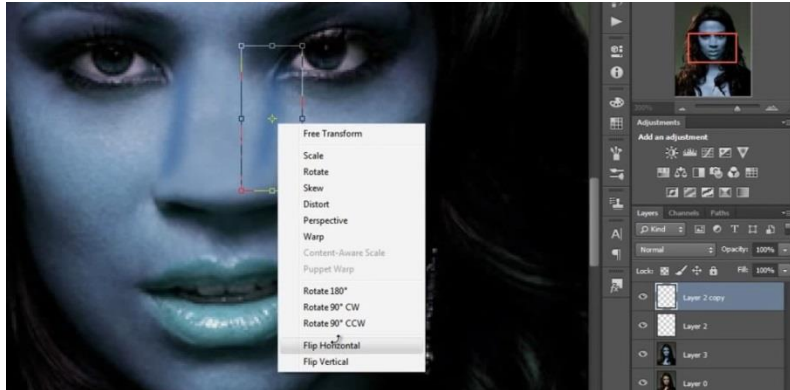 Free Transform
Scale
Rotate
Skew
Distort
Perspective
Warp
Content-Aware Scale
Puppet Warp
Rotate 180°
Rotate 90° CW
Rotate 90° CCW
Flip Horizontal
Flip Vertical
Adjustments
Add an adjustment
Layers Channels Paths
Kind
Normal Opacity: 100%
Lock: Fill: 100%
Layer 2 copy
Layer 2
Layer 3
Layer 0